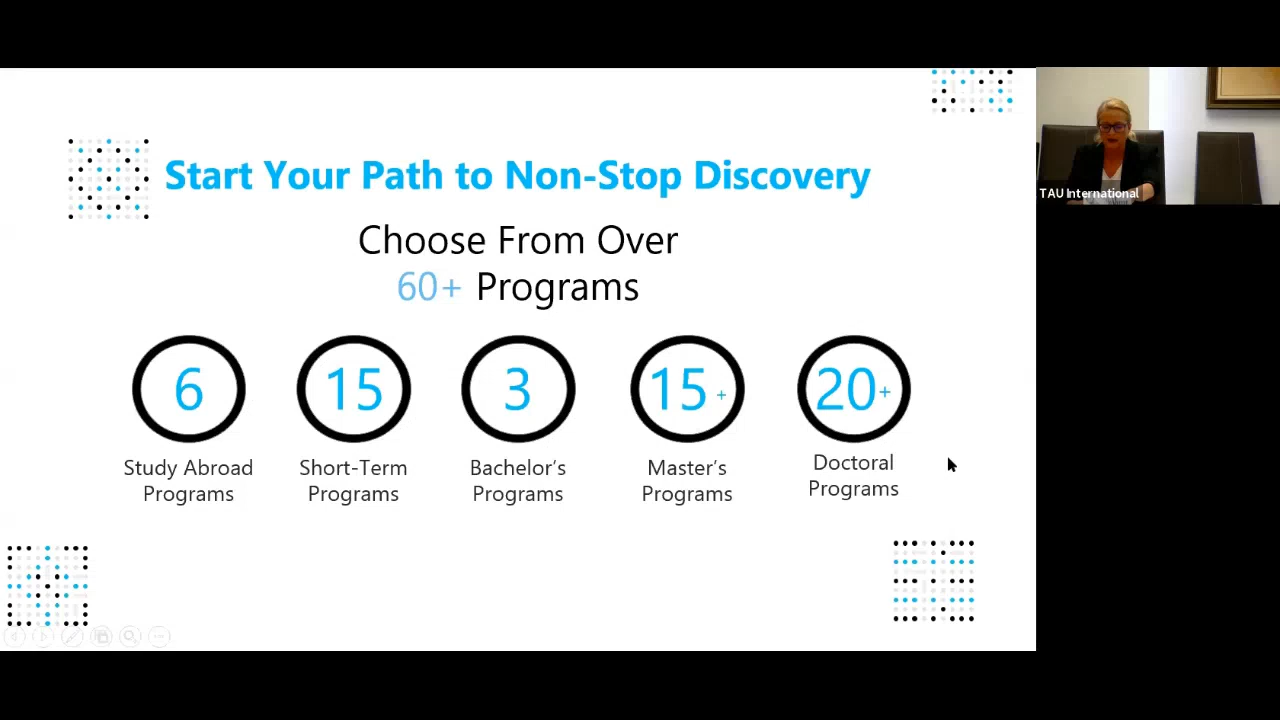 Start Your Path to Non-Stop Discovery
Choose From Over
60+ Programs
6
15
3
15+
20+
Study Abroad
Programs
Short-Term
Programs
Bachelor’s
Programs
Master’s
Programs
Doctoral
Programs
TAU International